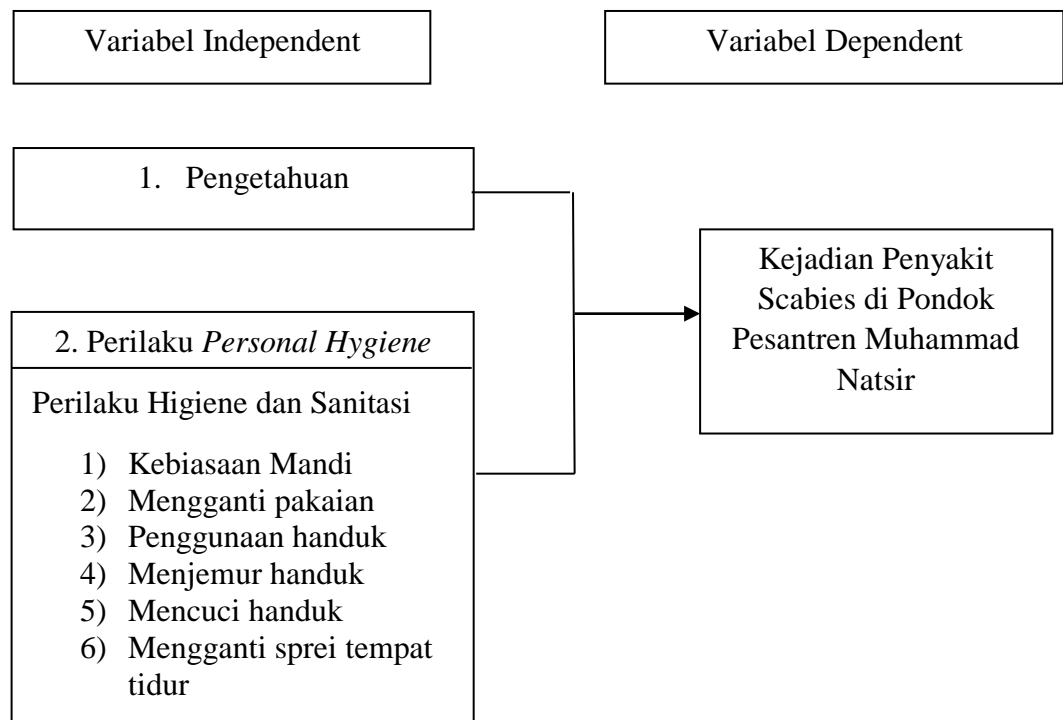 Variabel Independent
Variabel Dependent
1. Pengetahuan
2. Perilaku Personal Hygiene
Perilaku Higiene dan Sanitasi
1) Kebiasaan Mandi
2) Mengganti pakaian
3) Penggunaan handuk
4) Menjemur handuk
5) Mencuci handuk
6) Mengganti sprei tempat
tidur
Kejadian Penyakit
Scabies di Pondok
Pesantren Muhammad
Natsir